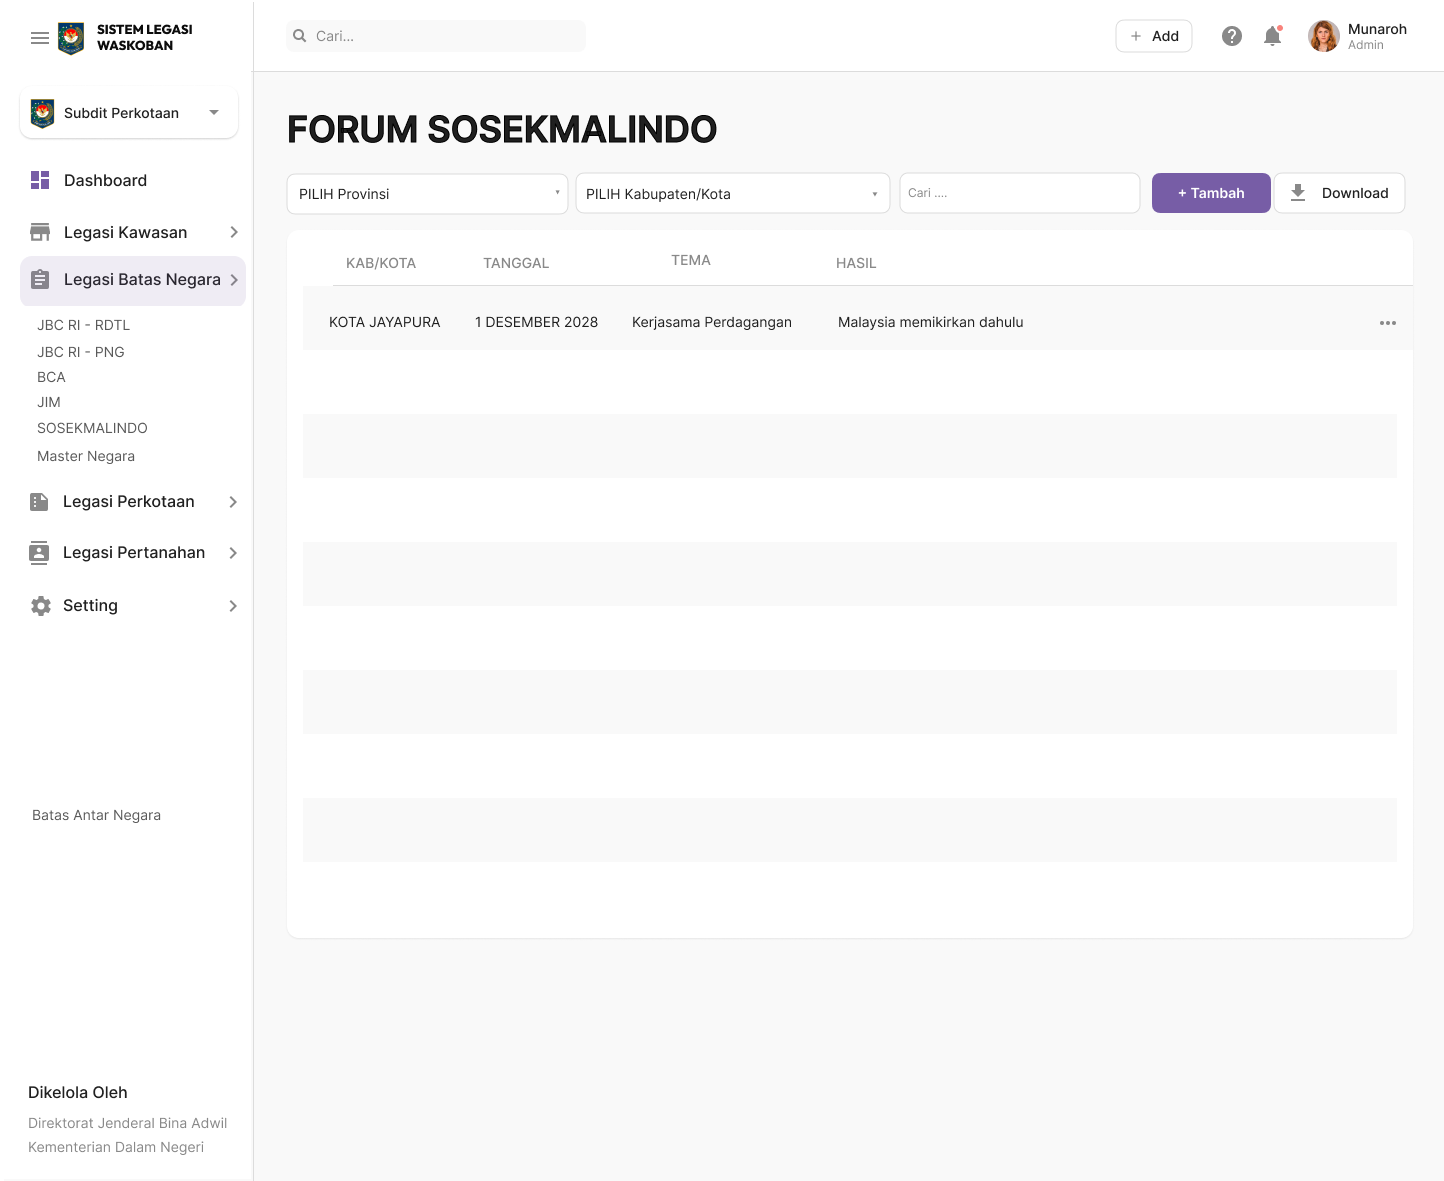 SISTEM LEGASI
WASKOBAN
Cari...
+ Add
Munaroh
Admin
Subdit Perkotaan
FORUM SOSEKMALINDO
Dashboard
PILIH Provinsi
PILIH Kabupaten/Kota
Cari ....
+ Tambah
Download
Legasi Kawasan
Legasi Batas Negara
JBC RI - RDTL
JBC RI - PNG
BCA
JIM
SOSEKMALINDO
Master Negara
Legasi Perkotaan
Legasi Pertanahan
Setting
KAB/KOTA TANGGAL TEMA HASIL
KOTA JAYAPURA 1 DESEMBER 2028 Kerjasama Perdagangan Malaysia memikirkan dahulu
Batas Antar Negara
Dikelola Oleh
Direktorat Jenderal Bina Adwil
Kementerian Dalam Negeri